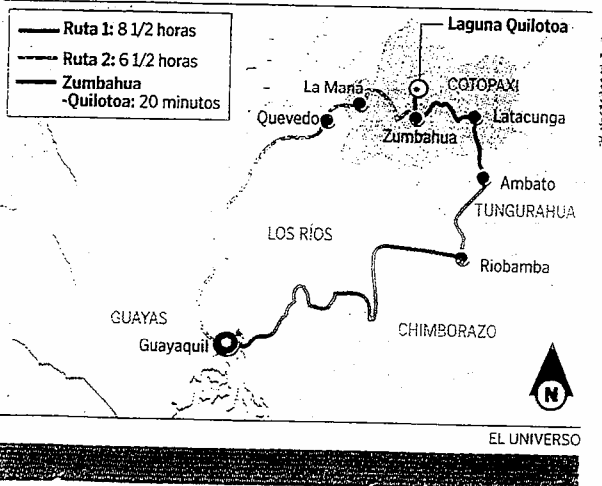 Ruta 1: 8 1/2 horas
Ruta 2: 6 1/2 horas
Zumbahua
-Quilotoa: 20 minutos
Laguna Quilotoa
La Maná
COTOPAXI
Quevedo
Zumbahua
Latacunga
Ambato
TUNGURAHUA
LOS RÍOS
Riobamba
GUAYAS
Guayaquil
CHIMBORAZO
N
EL UNIVERSO